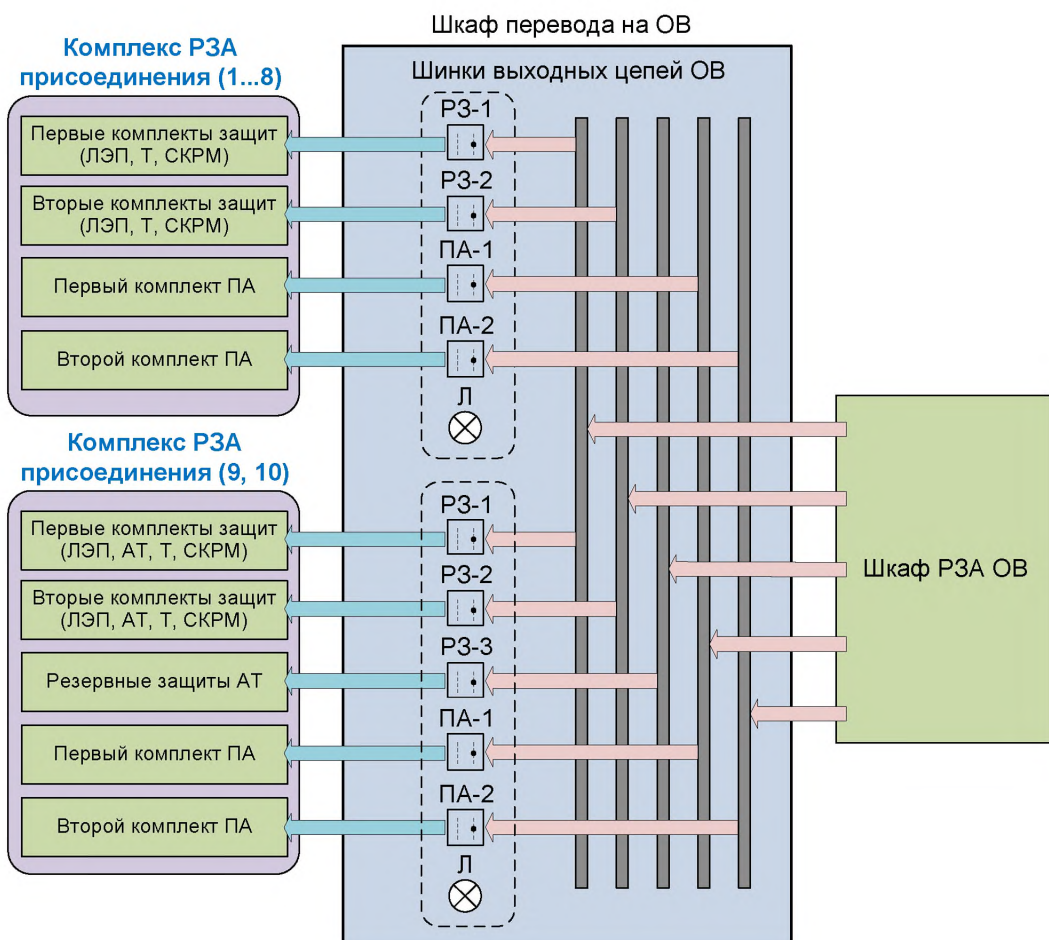 Шкаф перевода на ОВ
Комплекс РЗА
присоединения (1...8)
Шинки выходных цепей ОВ
РЗ-1
Первые комплекты защит
(ЛЭП, Т, СКРМ)
РЗ-2
Вторые комплекты защит
(ЛЭП, Т, СКРМ)
ПА-1
Первый комплект ПА
ПА-2
Второй комплект ПА
Л
Комплекс РЗА
присоединения (9, 10)
РЗ-1
Первые комплекты защит
(ЛЭП, АТ, Т, СКРМ)
РЗ-2
Вторые комплекты защит
(ЛЭП, АТ, Т, СКРМ)
РЗ-3
Резервные защиты АТ
ПА-1
Первый комплект ПА
ПА-2
Второй комплект ПА
Л
Шкаф РЗА ОВ